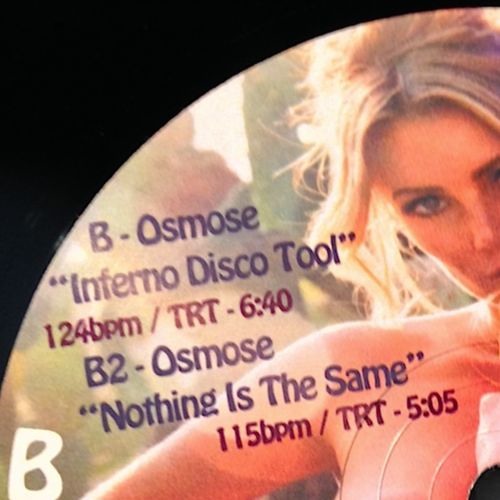 B - Osmose
"Inferno Disco Tool"
124bpm / TRT - 6:40
B2 - Osmose
"Nothing Is The Same"
115bpm / TRT - 5:05
B